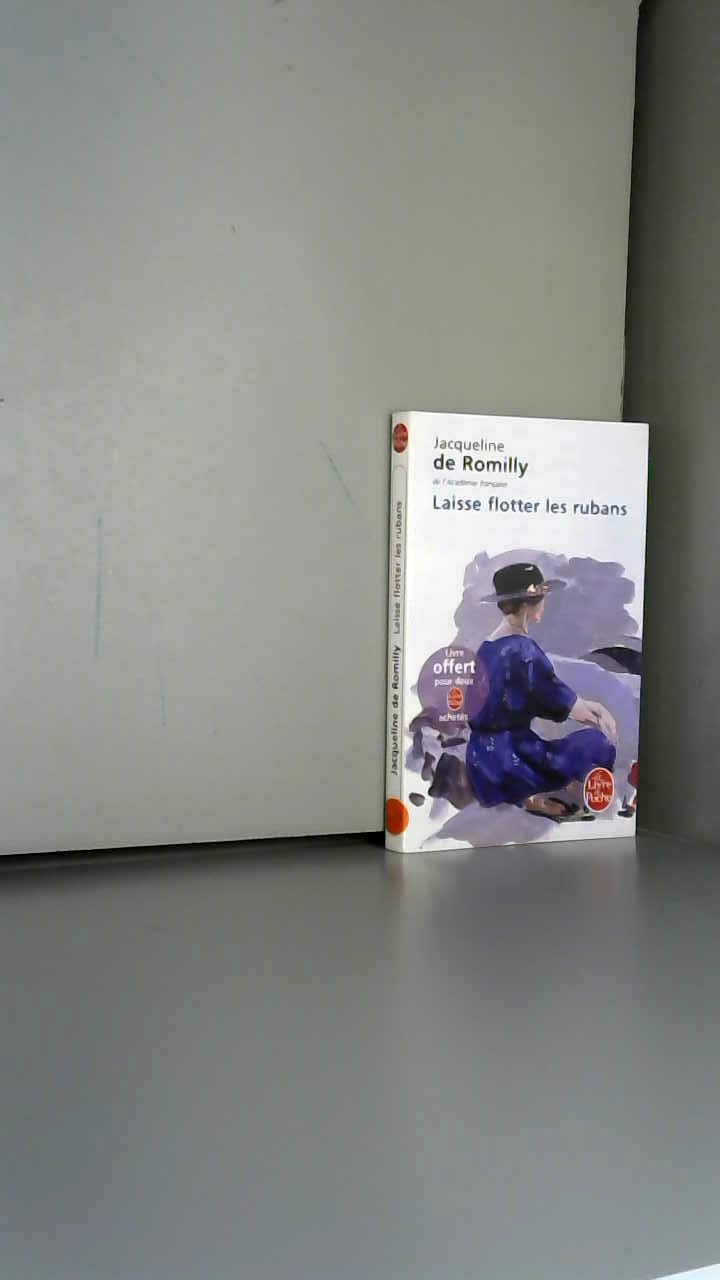 Jacqueline
de Romilly
de l'Académie française
Laisse flotter les rubans
Livre
offert
pour deux
achetés
Le
Livre
de
Poche
Jacqueline de Romilly Laisse flotter les rubans